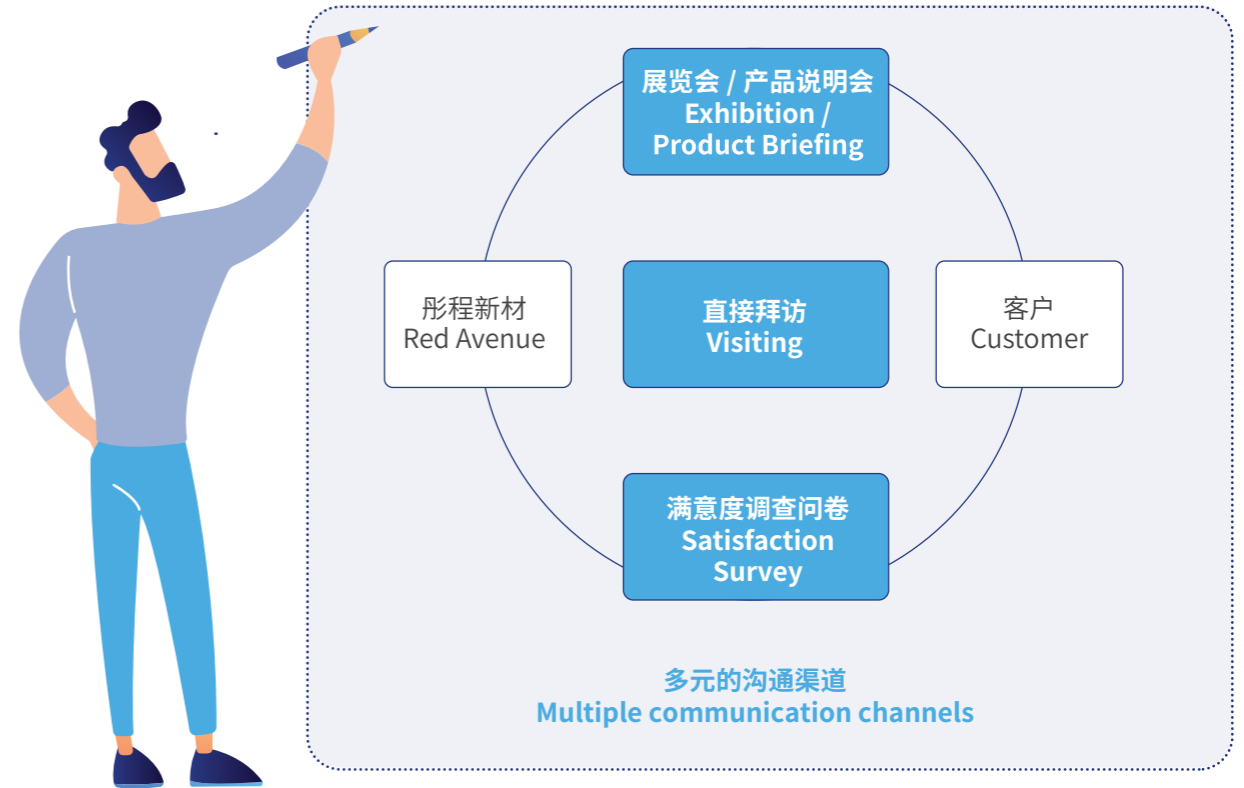 展览会 / 产品说明会
Exhibition /
Product Briefing
彤程新材
Red Avenue
直接拜访
Visiting
客户
Customer
满意度调查问卷
Satisfaction
Survey
多元的沟通渠道
Multiple communication channels